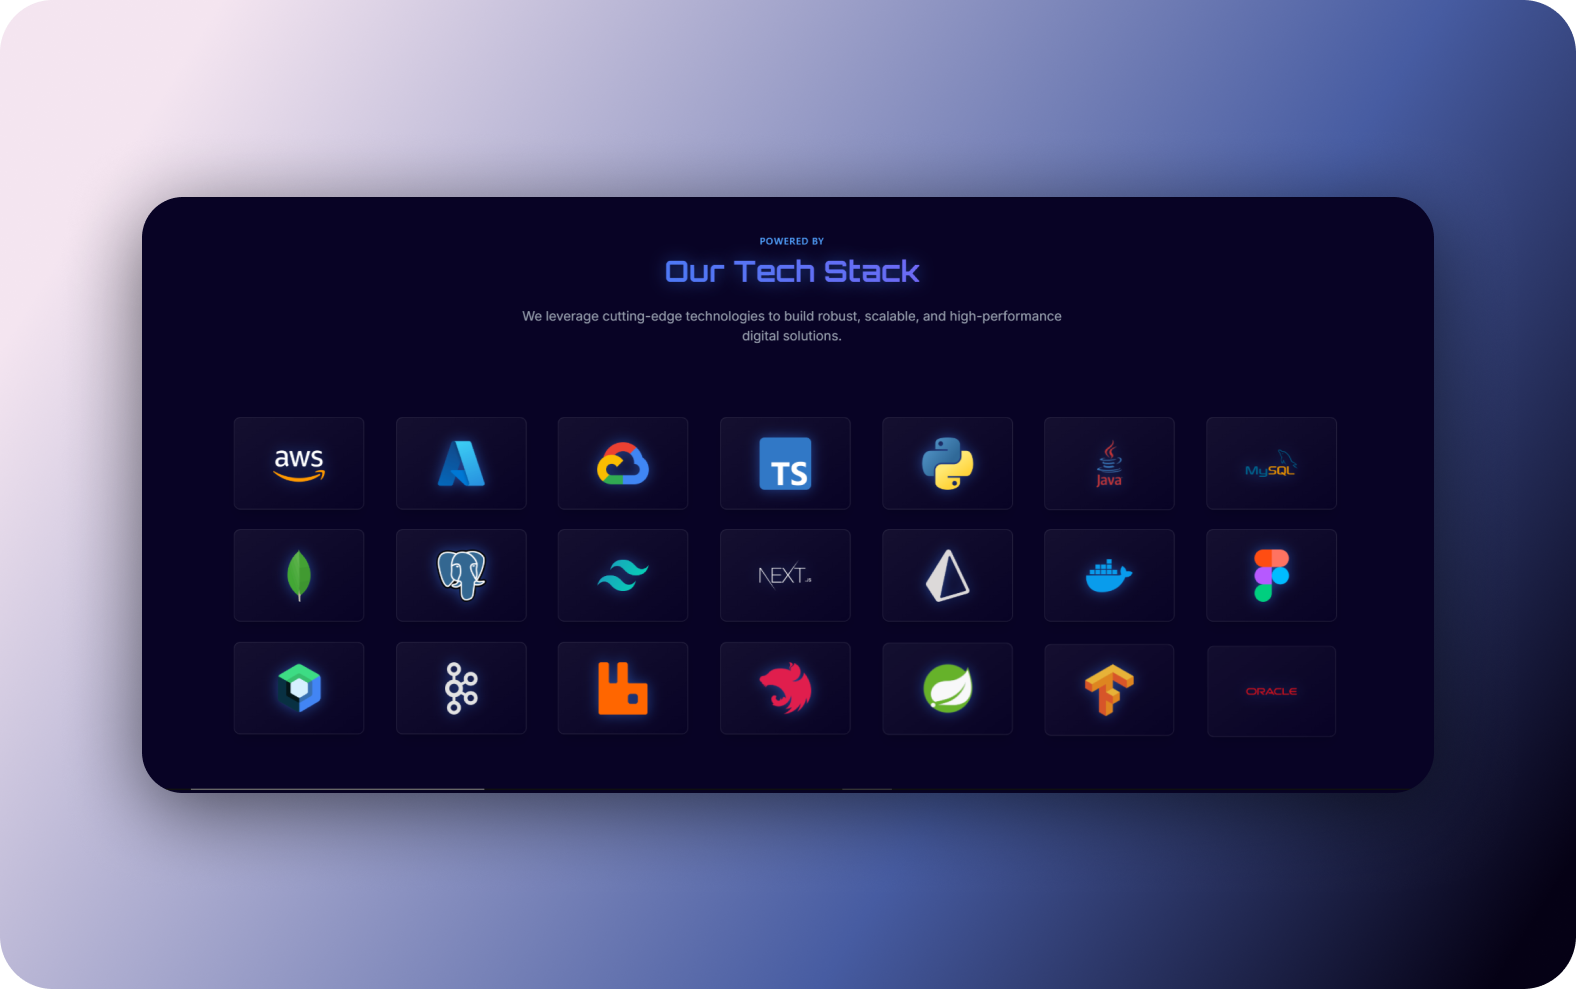 POWERED BY
Our Tech Stack
We leverage cutting-edge technologies to build robust, scalable, and high-performance
digital solutions.
aws
TS
Java
MySQL
NEXT.JS
ORACLE